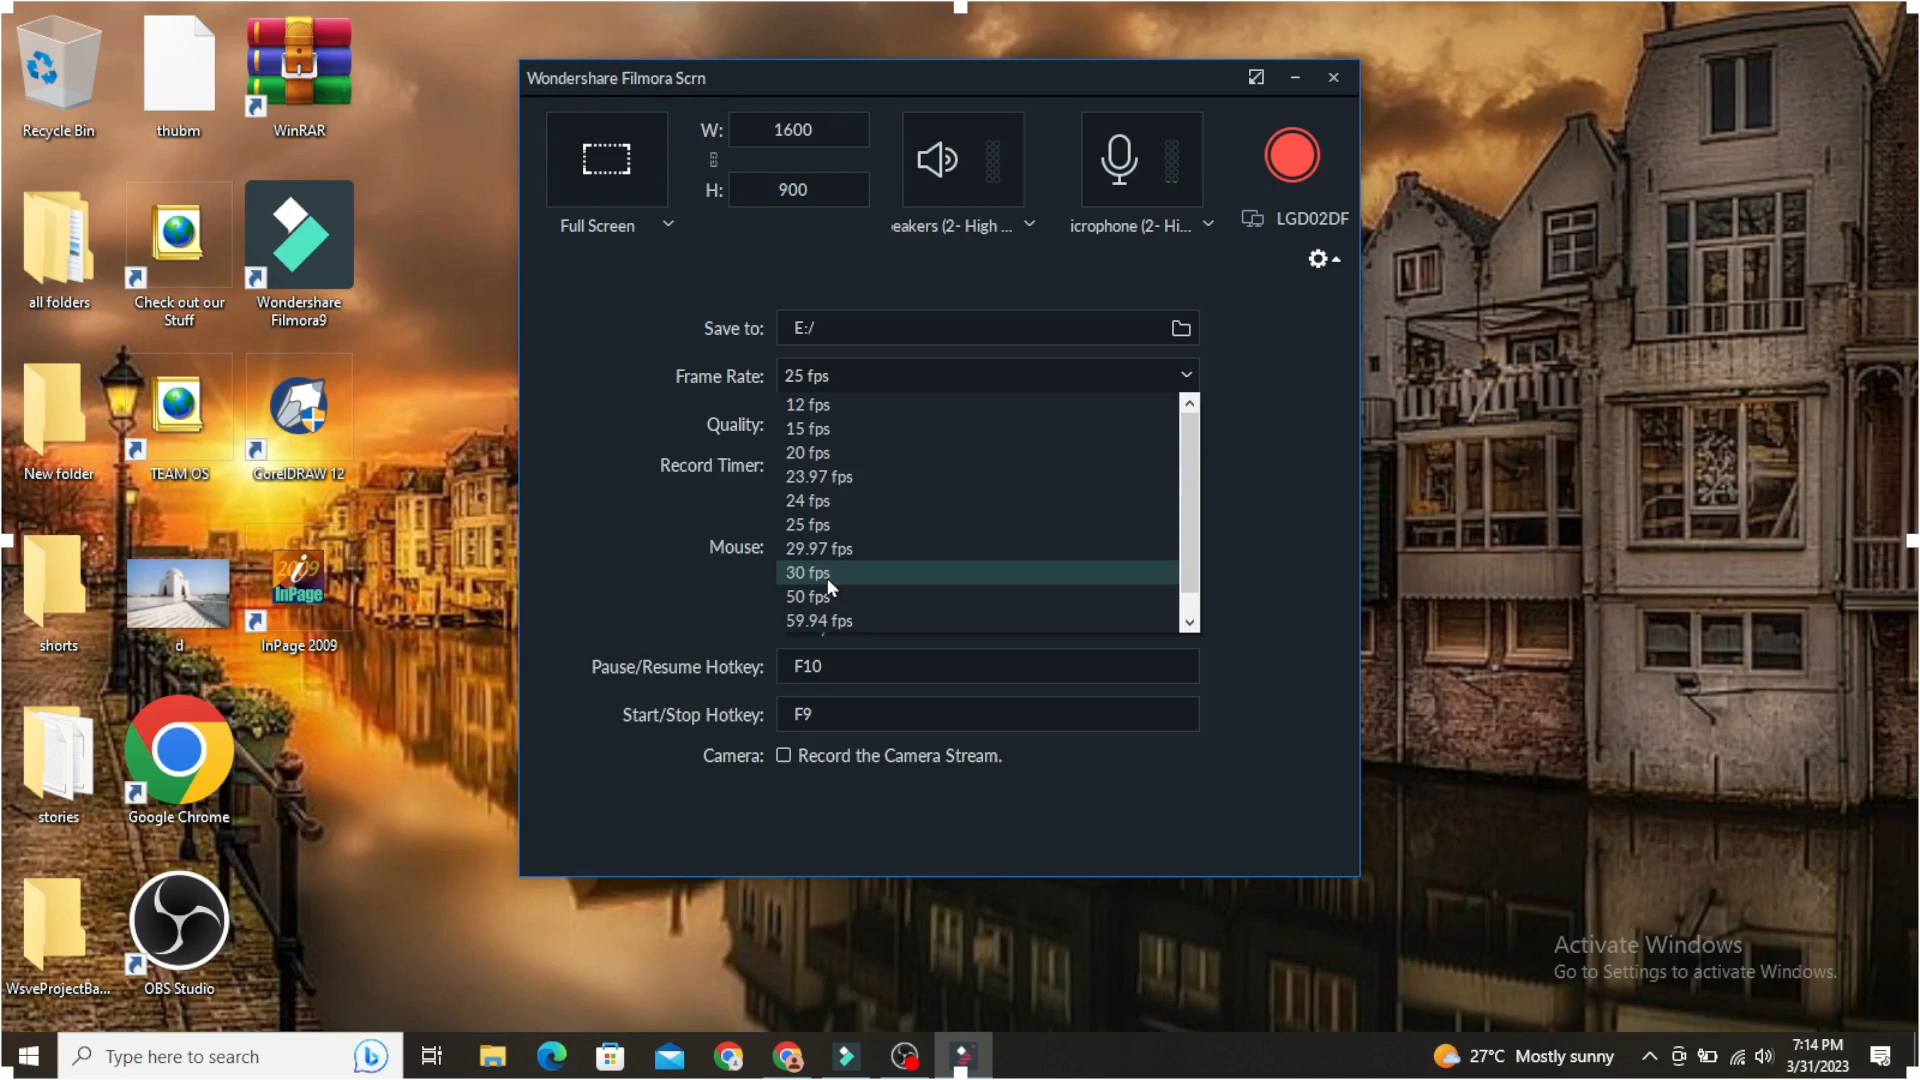 Recycle Bin
thubm
WinRAR
all folders
Check out our
Stuff
Wondershare
Filmora9
New folder
TEAM OS
CorelDRAW 12
shorts
d
2009
InPage
InPage 2009
stories
Google Chrome
WsveProjectBa...
OBS Studio
Wondershare Filmora Scrn
W: 1600
H: 900
Full Screen
eakers (2- High ...
icrophone (2- Hi...
LGD02DF
Save to: E:/
Frame Rate: 25 fps
12 fps
Quality:
15 fps
20 fps
Record Timer:
23.97 fps
24 fps
25 fps
Mouse:
29.97 fps
30 fps
50 fps
59.94 fps
Pause/Resume Hotkey: F10
Start/Stop Hotkey: F9
Camera: Record the Camera Stream.
Activate Windows
Go to Settings to activate Windows.
Type here to search
27°C Mostly sunny
7:14 PM
3/31/2023